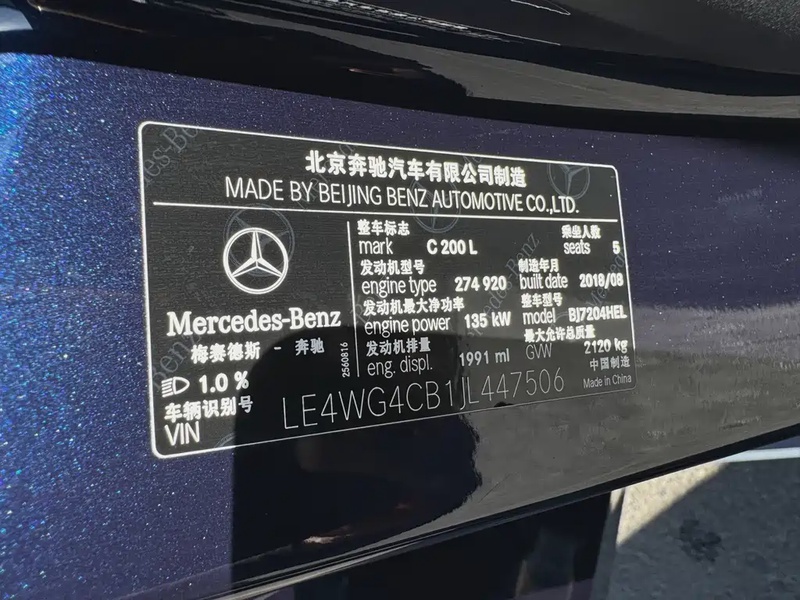 北京奔驰汽车有限公司制造
MADE BY BEIJING BENZ AUTOMOTIVE CO.,LTD.
Mercedes-Benz
梅赛德斯 - 奔驰
1.0 %
2560816
整车标志
mark C 200 L
乘坐人数
seats 5
发动机型号
engine type 274 920
制造年月
built date 2018/08
发动机最大净功率
engine power 135 kW
整车型号
model BJ7204HEL
发动机排量
eng. displ. 1991 ml
最大允许总质量
GVW 2120 kg
中国制造
Made in China
车辆识别号
VIN LE4WG4CB1JL447506